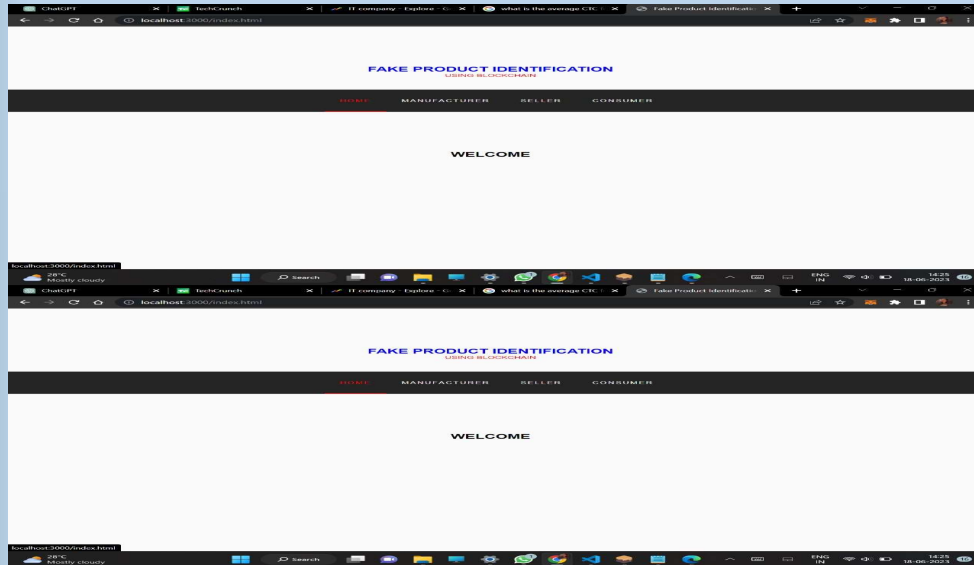 ChatGPT TechCrunch IT company - Explore - G what is the average CTC Fake Product Identificatio
localhost:3000/index.html
FAKE PRODUCT IDENTIFICATION
USING BLOCKCHAIN
HOME MANUFACTURER SELLER CONSUMER
WELCOME
localhost:3000/index.html
28°C
Mostly cloudy
Search
ENG
IN
14:25
18-06-2023
ChatGPT TechCrunch IT company - Explore - G what is the average CTC Fake Product Identificatio
localhost:3000/index.html
FAKE PRODUCT IDENTIFICATION
USING BLOCKCHAIN
HOME MANUFACTURER SELLER CONSUMER
WELCOME
localhost:3000/index.html
28°C
Mostly cloudy
Search
ENG
IN
14:25
18-06-2023